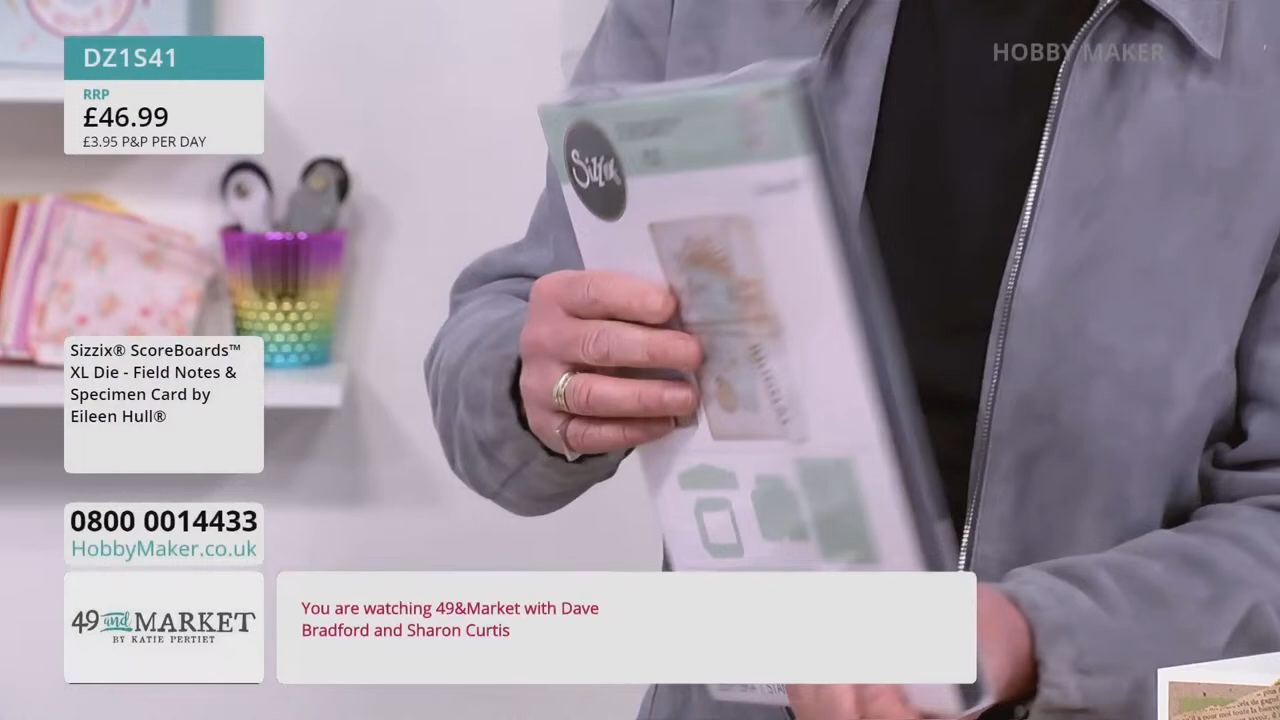 DZ1S41
RRP
£46.99
£3.95 P&P PER DAY
HOBBY MAKER
Sizzix
Sizzix® ScoreBoards™
XL Die - Field Notes &
Specimen Card by
Eileen Hull®
0800 0014433
HobbyMaker.co.uk
49 and MARKET
BY KATIE PERTIET
You are watching 49&Market with Dave
Bradford and Sharon Curtis